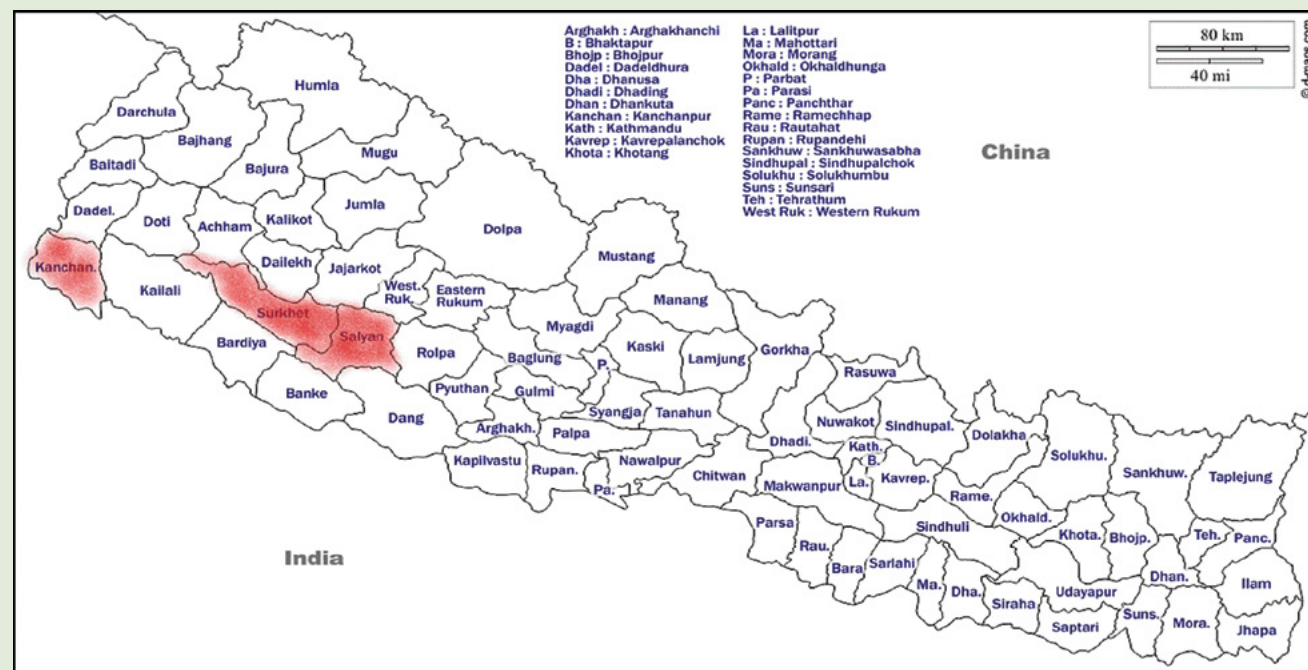 Arghakh : Arghakhanchi
B : Bhaktapur
Bhojp : Bhojpur
Dadel : Dadeldhura
Dha : Dhanusa
Dhadi : Dhading
Dhan : Dhankuta
Kanchan : Kanchanpur
Kath : Kathmandu
Kavrep : Kavrepalanchok
Khota : Khotang
La : Lalitpur
Ma : Mahottari
Mora : Morang
Okhald : Okhaldhunga
P : Parbat
Pa : Parasi
Panc : Panchthar
Rame : Ramechhap
Rau : Rautahat
Rupan : Rupandehi
Sankhuw : Sankhuwasabha
Sindhupal : Sindhupalchok
Solukhu : Solukhumbu
Suns : Sunsari
Teh : Tehrathum
West Ruk : Western Rukum
80 km
40 mi
© d-maps.com
China
India
Humla
Darchula
Bajhang
Baitadi
Bajura
Mugu
Dadel.
Doti
Achham
Kalikot
Jumla
Dolpa
Kanchan.
Kailali
Dailekh
Jajarkot
Mustang
West.
Ruk.
Eastern
Rukum
Manang
Surkhet
Salyan
Bardiya
Rolpa
Myagdi
Baglung
P.
Kaski
Lamjung
Gorkha
Rasuwa
Banke
Dang
Pyuthan
Gulmi
Syangja
Tanahun
Nuwakot
Sindhupal.
Dolakha
Arghakh.
Palpa
Dhadi.
Kath.
B.
Solukhu.
Sankhuw.
Taplejung
Kapilvastu
Rupan.
Pa.
Nawalpur
Chitwan
Makwanpur
La.
Kavrep.
Rame.
Okhald.
Parsa
Rau.
Bara
Sarlahi
Sindhuli
Khota.
Bhojp.
Teh.
Panc.
Ma.
Dha.
Siraha
Udayapur
Saptari
Dhan.
Suns.
Mora.
Ilam
Jhapa